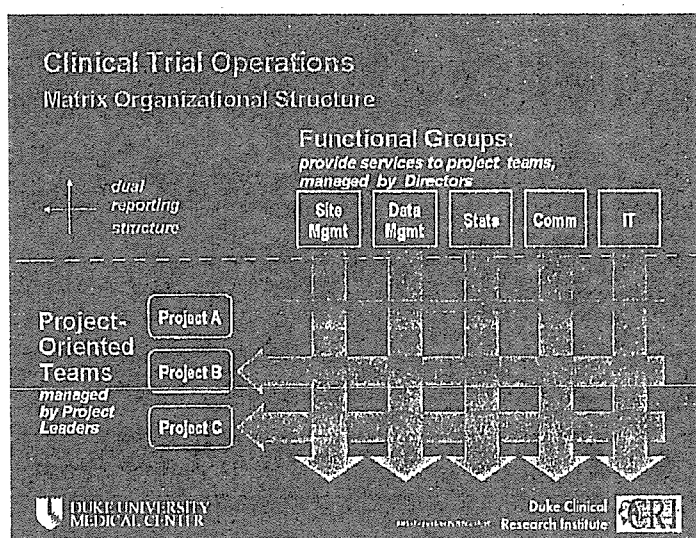 Clinical Trial Operations
Matrix Organizational Structure
Functional Groups:
provide services to project teams,
managed by Directors
dual
reporting
structure
Site
Mgmt
Data
Mgmt
Stats
Comm
IT
Project-
Oriented
Teams
managed
by Project
Leaders
Project A
Project B
Project C
DUKE UNIVERSITY
MEDICAL CENTER
Duke Clinical
Research Institute
CRI